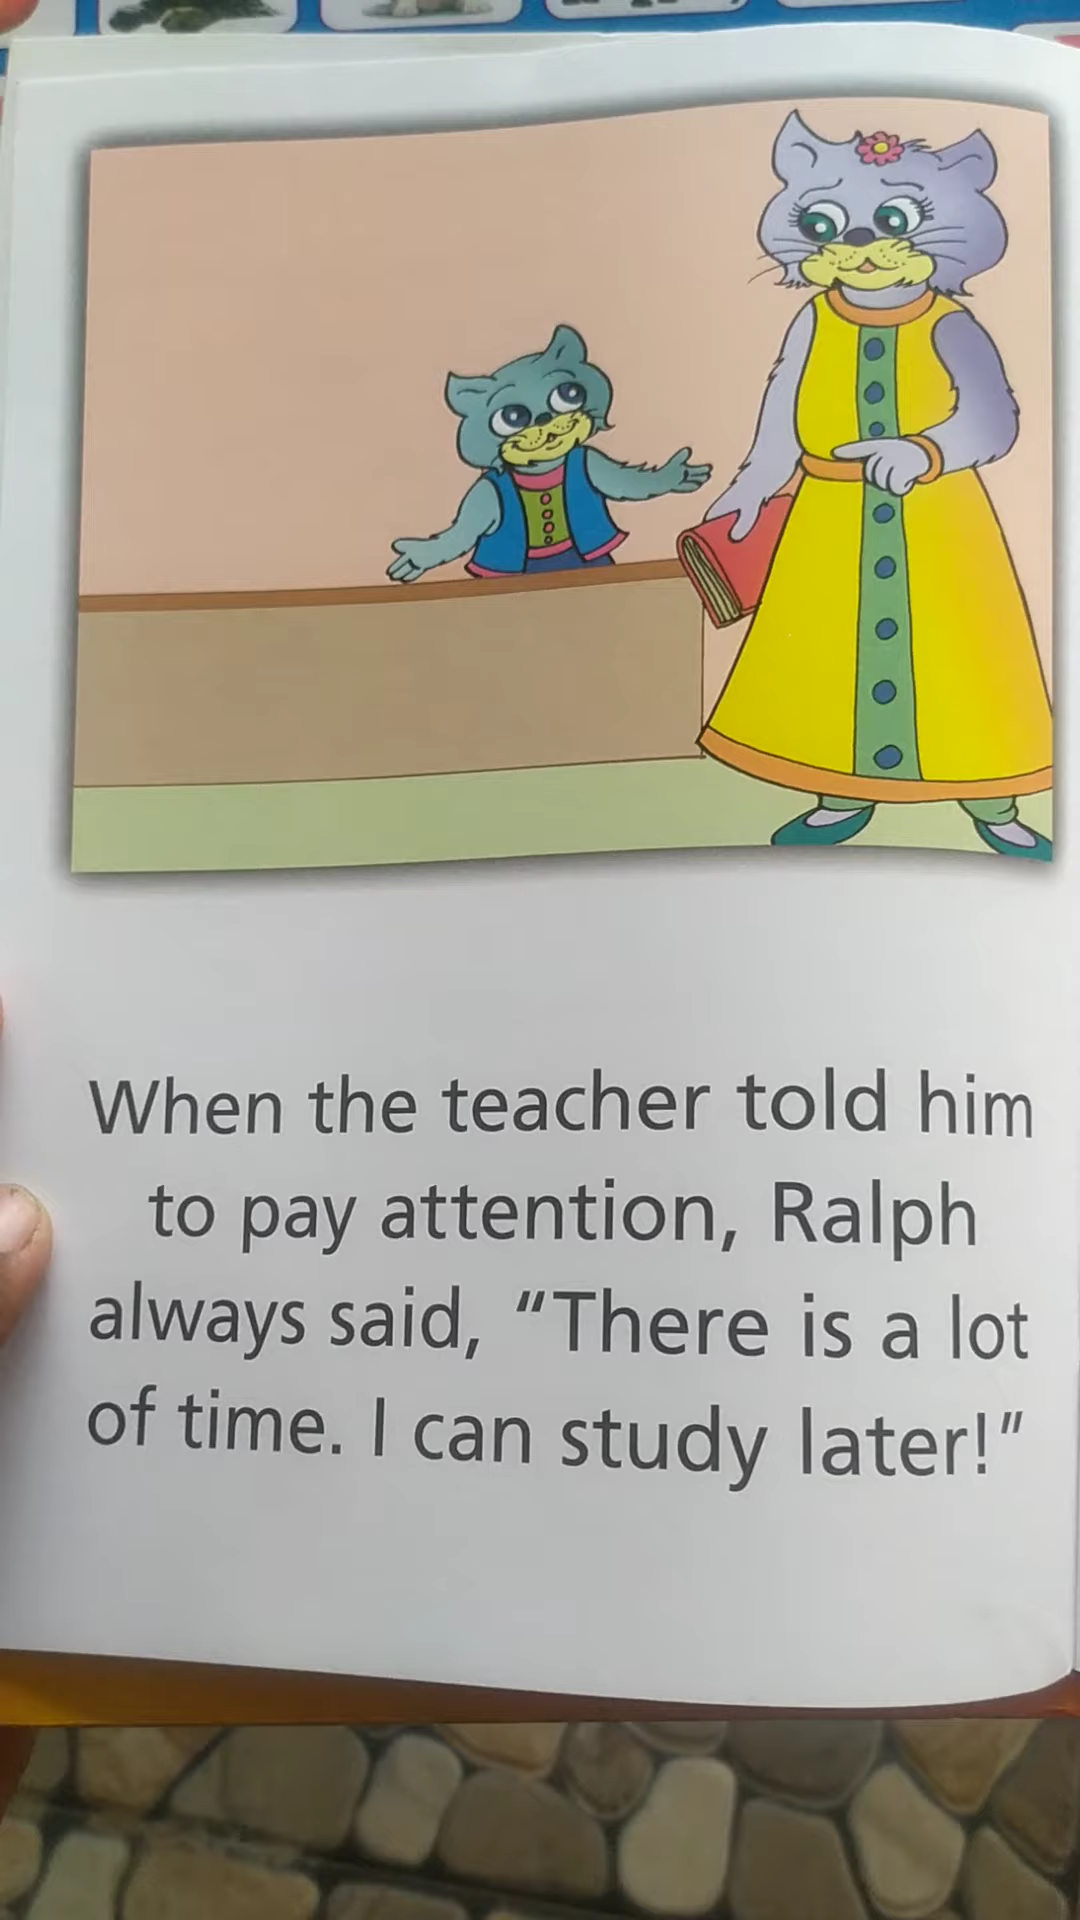 When the teacher told him
to pay attention, Ralph
always said, “There is a lot
of time. I can study later!”